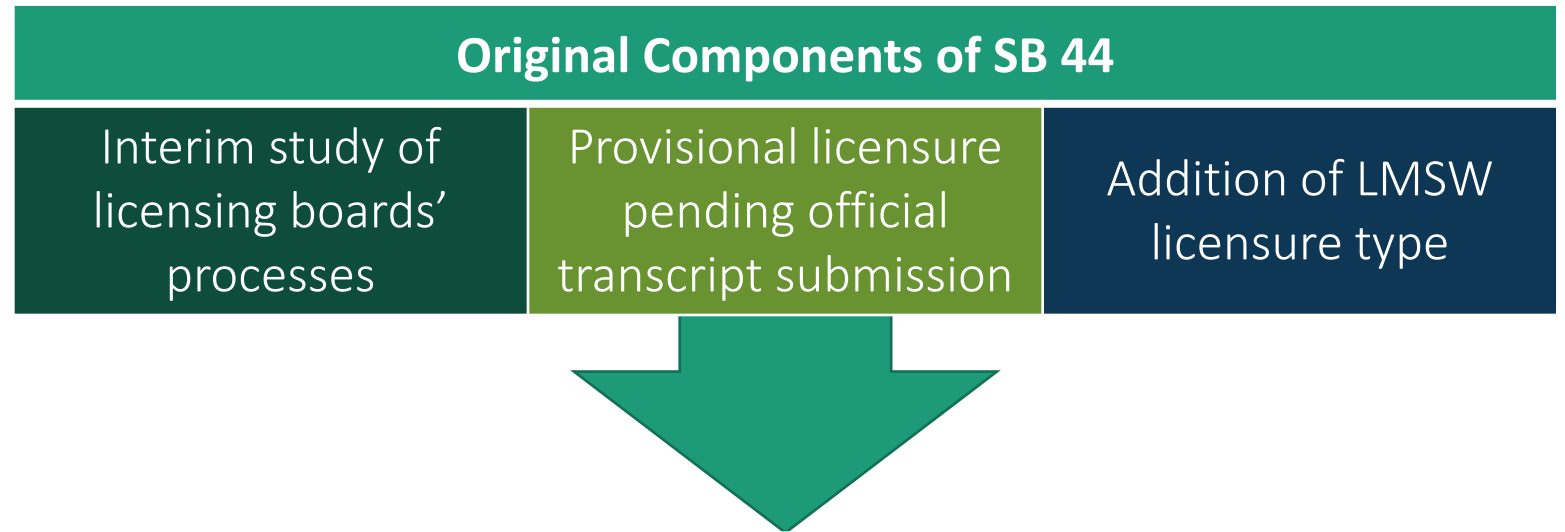 Original Components of SB 44
Interim study of
licensing boards’
processes
Provisional licensure
pending official
transcript submission
Addition of LMSW
licensure type